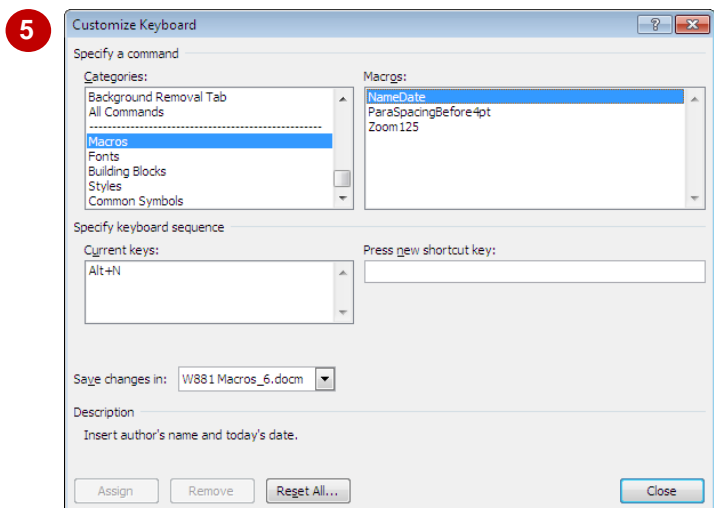 5
Customize Keyboard
Specify a command
Categories:
Macros:
Background Removal Tab
All Commands
--------------------------------------------------
Macros
Fonts
Building Blocks
Styles
Common Symbols
NameDate
ParaSpacingBefore4pt
Zoom125
Specify keyboard sequence
Current keys:
Press new shortcut key:
Alt+N
Save changes in:
W881 Macros_6.docm
Description
Insert author's name and today's date.
Assign
Remove
Reset All...
Close